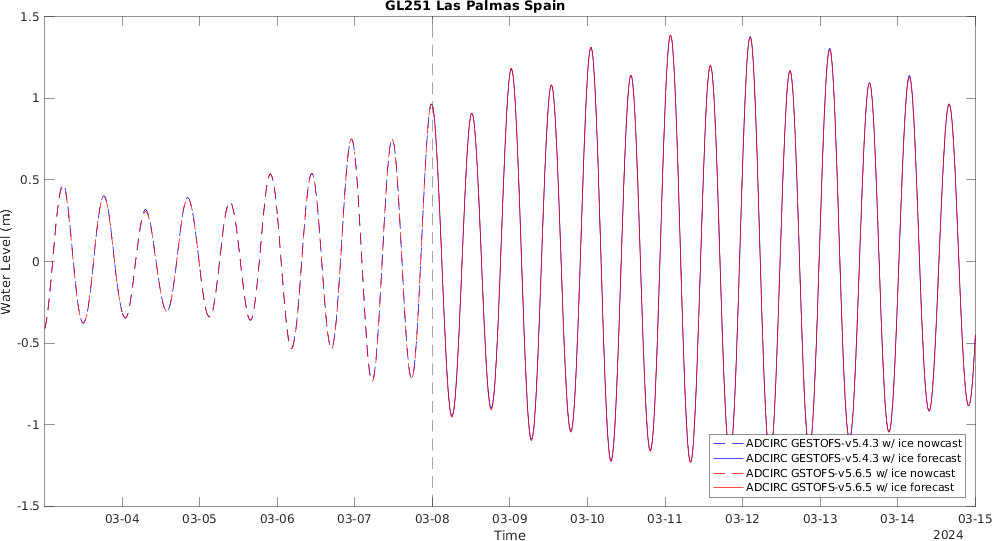 GL251 Las Palmas Spain
1.5
1
0.5
0
-0.5
-1
-1.5
Water Level (m)
ADCIRC GESTOFS-v5.4.3 w/ ice nowcast
ADCIRC GESTOFS-v5.4.3 w/ ice forecast
ADCIRC GSTOFS-v5.6.5 w/ ice nowcast
ADCIRC GSTOFS-v5.6.5 w/ ice forecast
03-04 03-05 03-06 03-07 03-08 03-09 03-10 03-11 03-12 03-13 03-14 03-15
Time
2024